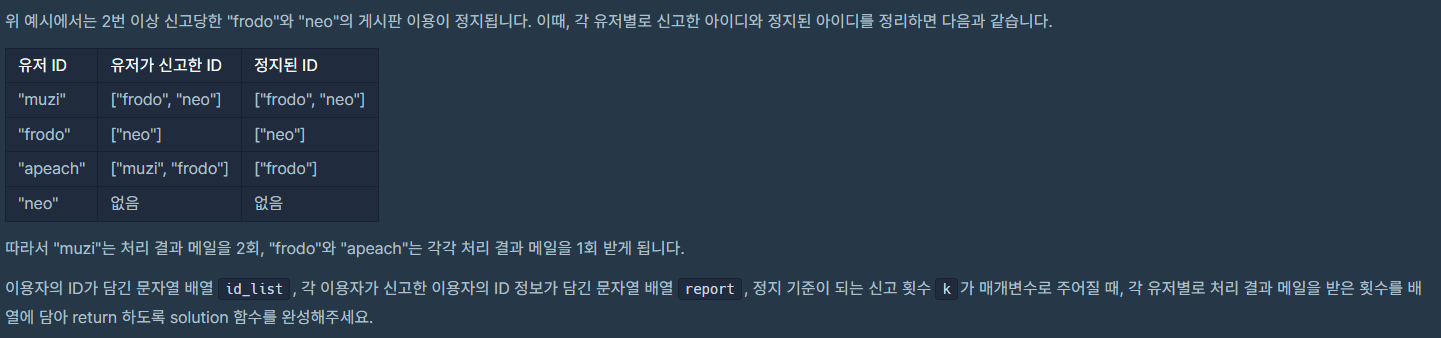 위 예시에서는 2번 이상 신고당한 "frodo"와 "neo"의 게시판 이용이 정지됩니다. 이때, 각 유저별로 신고한 아이디와 정지된 아이디를 정리하면 다음과 같습니다.
유저 ID 유저가 신고한 ID 정지된 ID
"muzi" ["frodo", "neo"] ["frodo", "neo"]
"frodo" ["neo"] ["neo"]
"apeach" ["muzi", "frodo"] ["frodo"]
"neo" 없음 없음
따라서 "muzi"는 처리 결과 메일을 2회, "frodo"와 "apeach"는 각각 처리 결과 메일을 1회 받게 됩니다.
이용자의 ID가 담긴 문자열 배열 id_list, 각 이용자가 신고한 이용자의 ID 정보가 담긴 문자열 배열 report, 정지 기준이 되는 신고 횟수 k가 매개변수로 주어질 때, 각 유저별로 처리 결과 메일을 받은 횟수를 배
열에 담아 return 하도록 solution 함수를 완성해주세요.